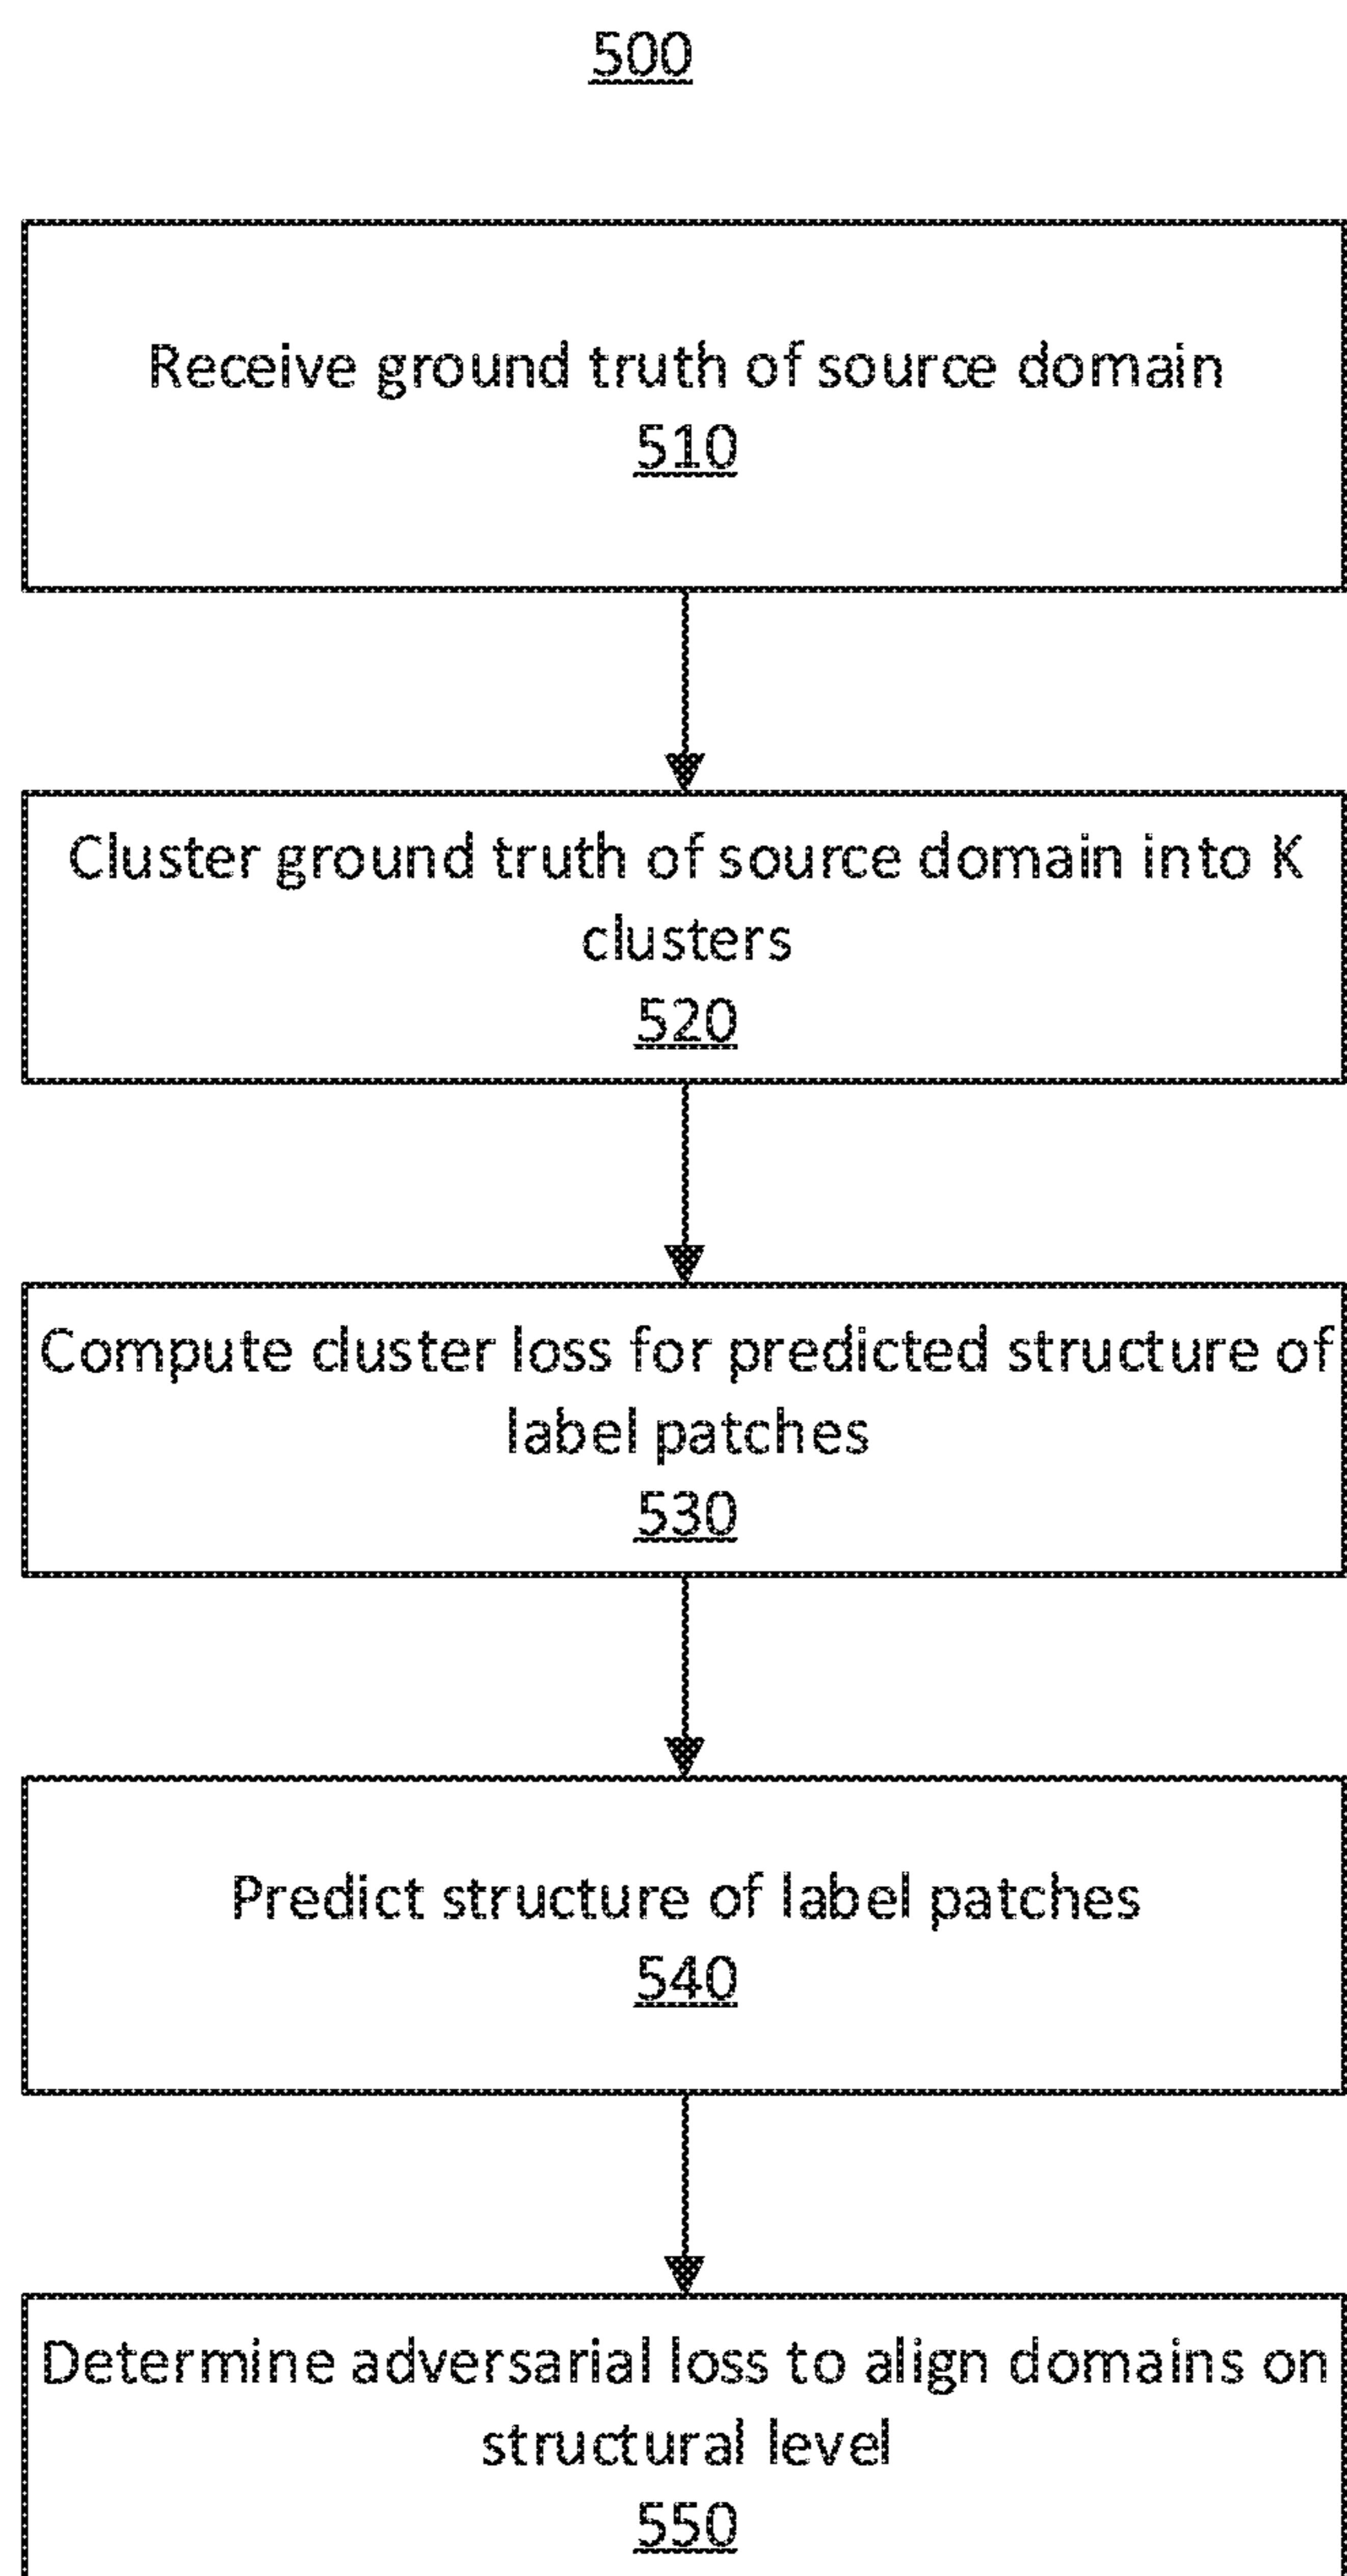 500
Receive ground truth of source domain
510
Cluster ground truth of source domain into K
clusters
520
Compute cluster loss for predicted structure of
label patches
530
Predict structure of label patches
540
Determine adversarial loss to align domains on
structural level
550